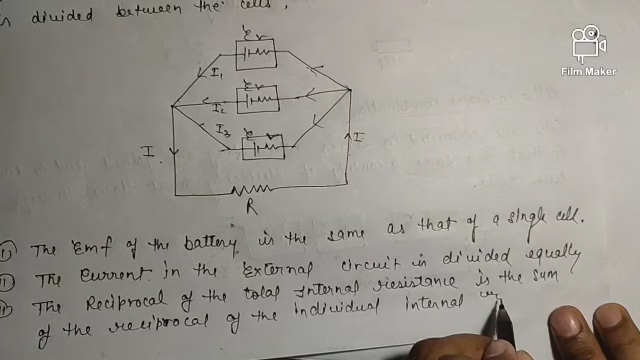 is divided between the cells.
Film Maker
E r
I1
E r
I2
E r
I3
I
I
R
(i) The Emf of the battery is the same as that of a single cell.
(ii) The current in the External circuit is divided equally
(iii) The Reciprocal of the total Internal resistance is the sum
of the reciprocal of the individual internal